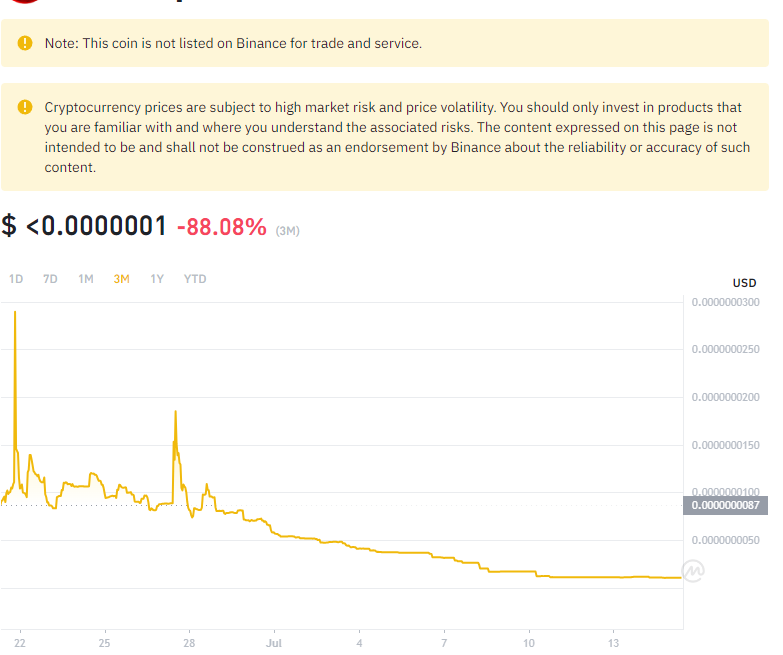 Note: This coin is not listed on Binance for trade and service.
Cryptocurrency prices are subject to high market risk and price volatility. You should only invest in products that
you are familiar with and where you understand the associated risks. The content expressed on this page is not
intended to be and shall not be construed as an endorsement by Binance about the reliability or accuracy of such
content.
$ <0.0000001 -88.08% (3M)
1D 7D 1M 3M 1Y YTD
USD
0.0000000300
0.0000000250
0.0000000200
0.0000000150
0.0000000100
0.0000000087
0.0000000050
22 25 28 Jul 4 7 10 13